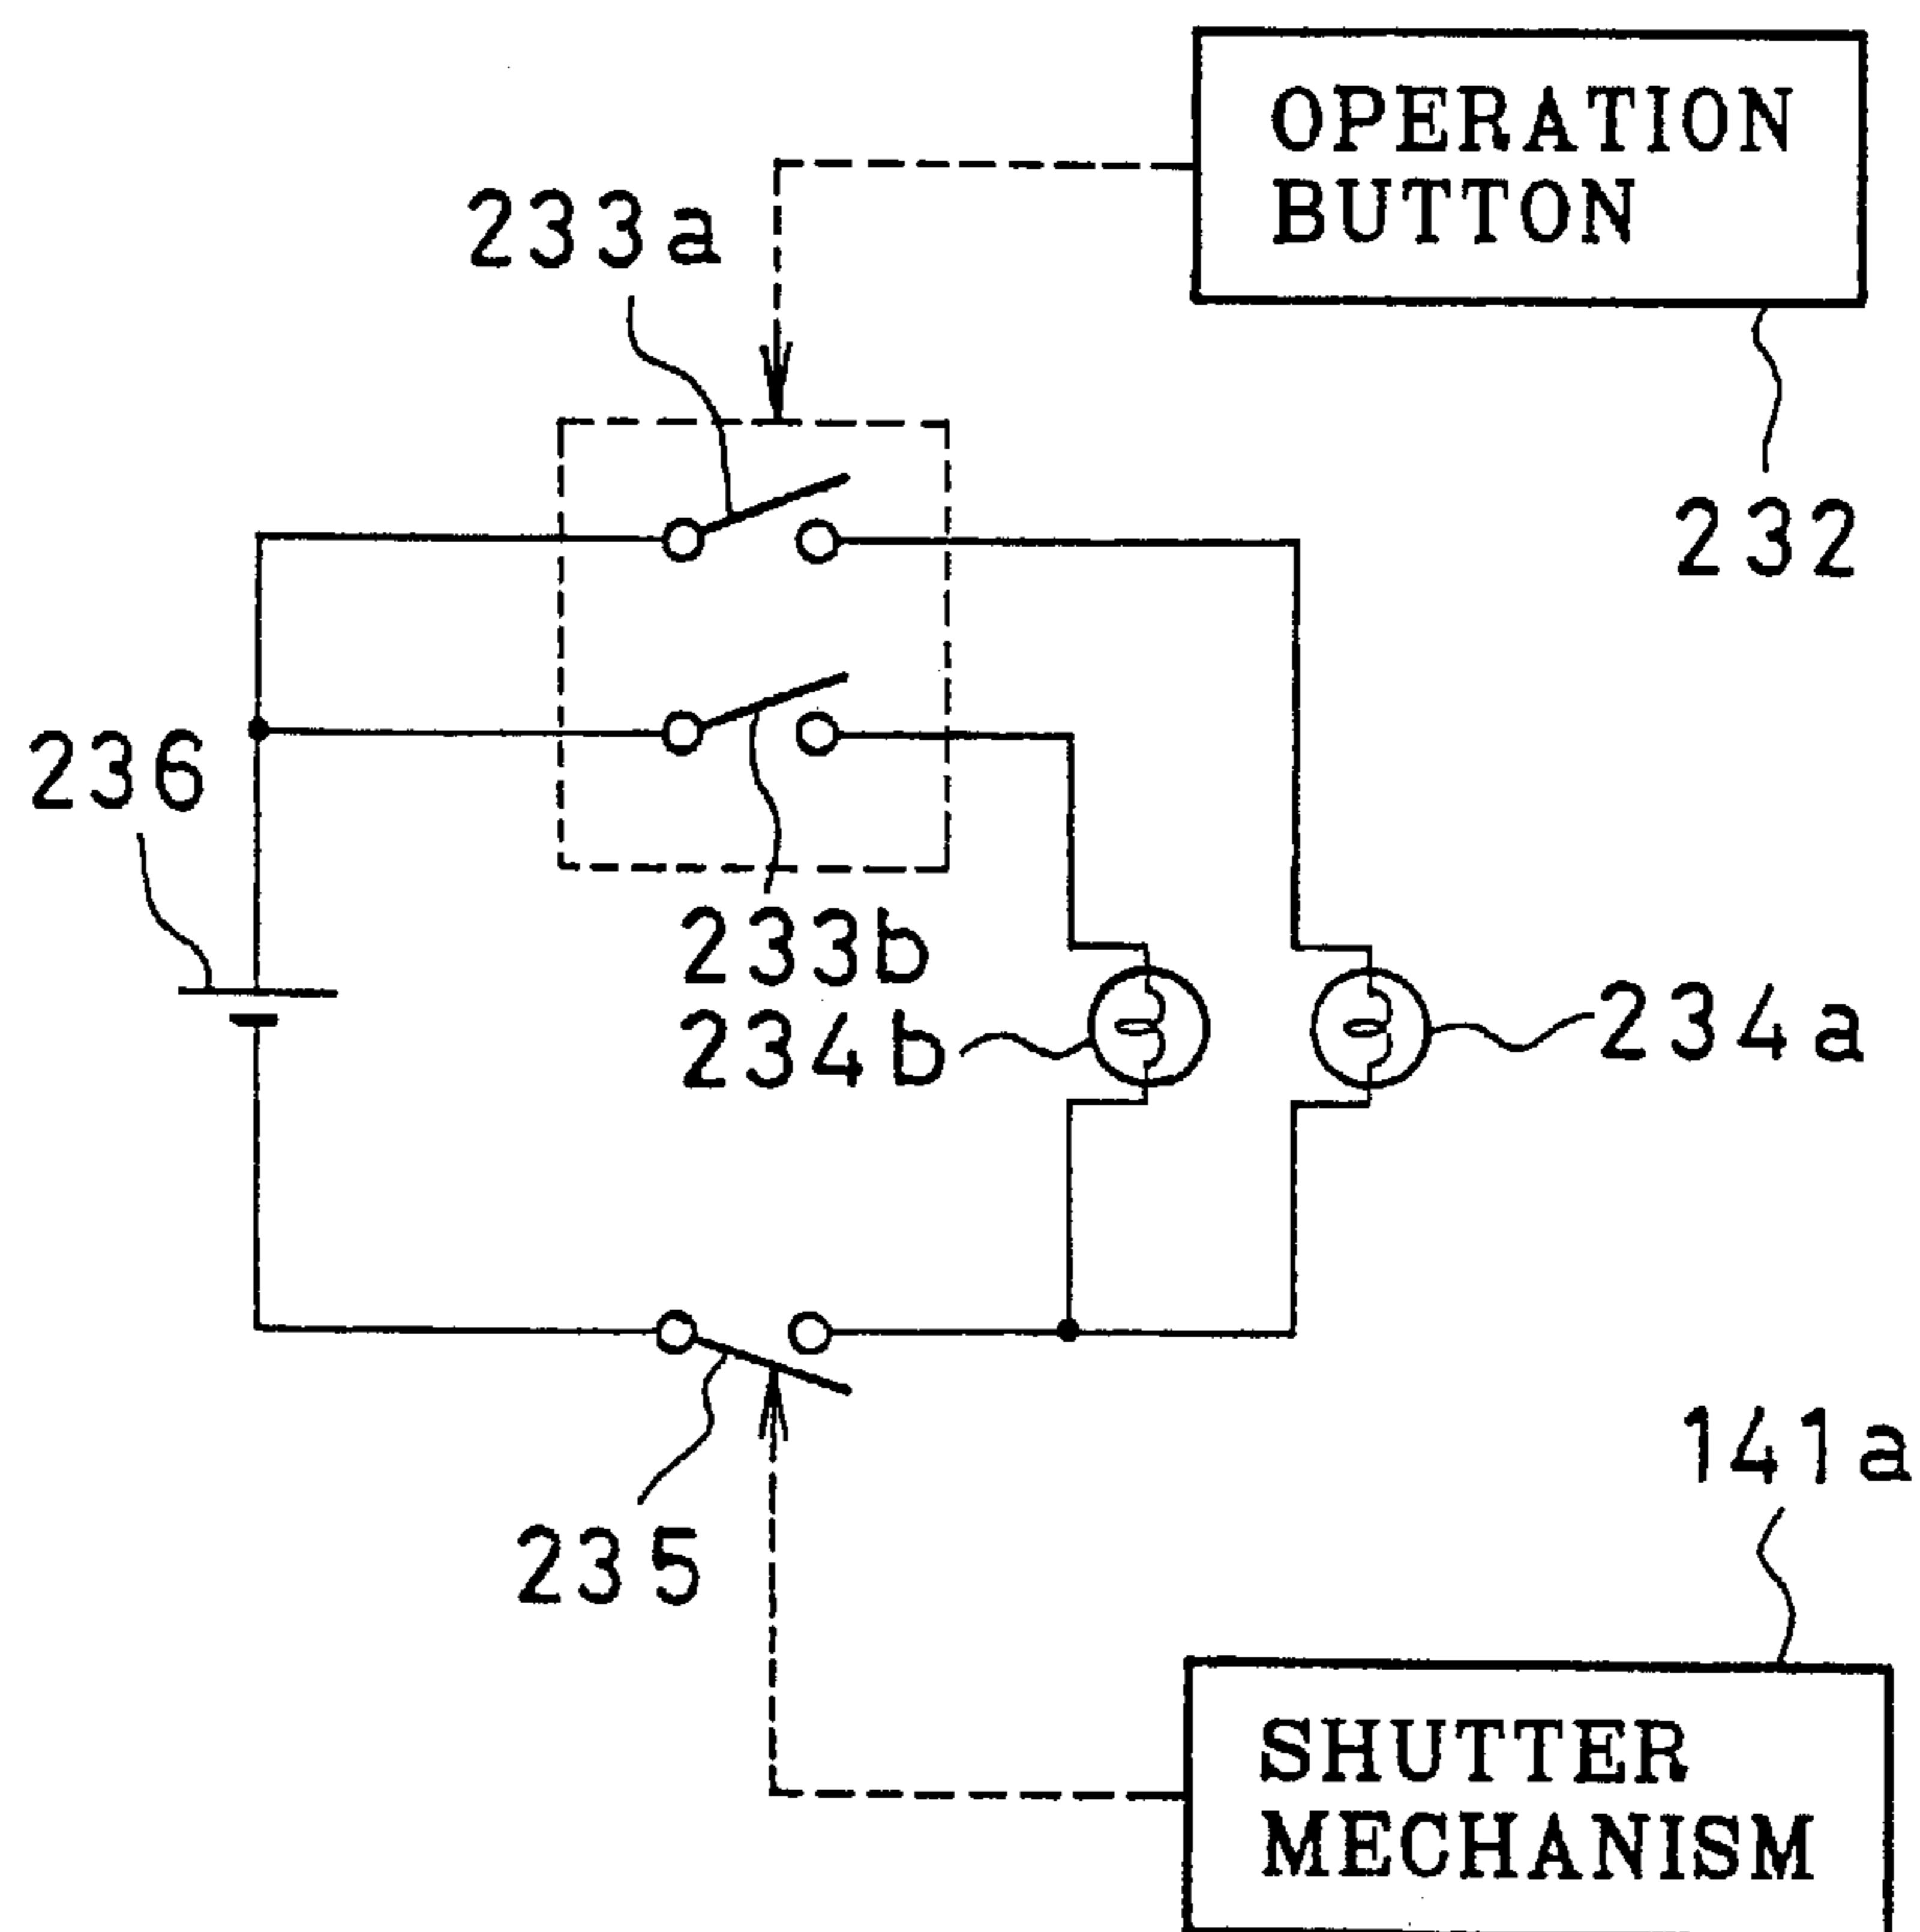 OPERATION
BUTTON
233a
232
236
233b
234b
234a
235
141a
SHUTTER
MECHANISM